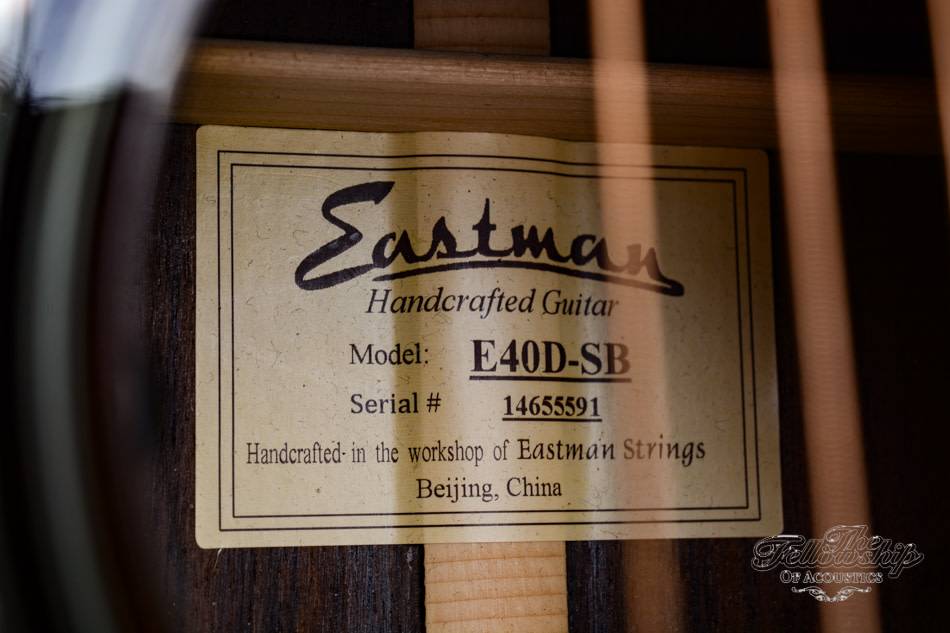 Eastman
Handcrafted Guitar
Model: E40D-SB
Serial # 14655591
Handcrafted in the workshop of Eastman Strings
Beijing, China
The
Fellowship
OF ACOUSTICS